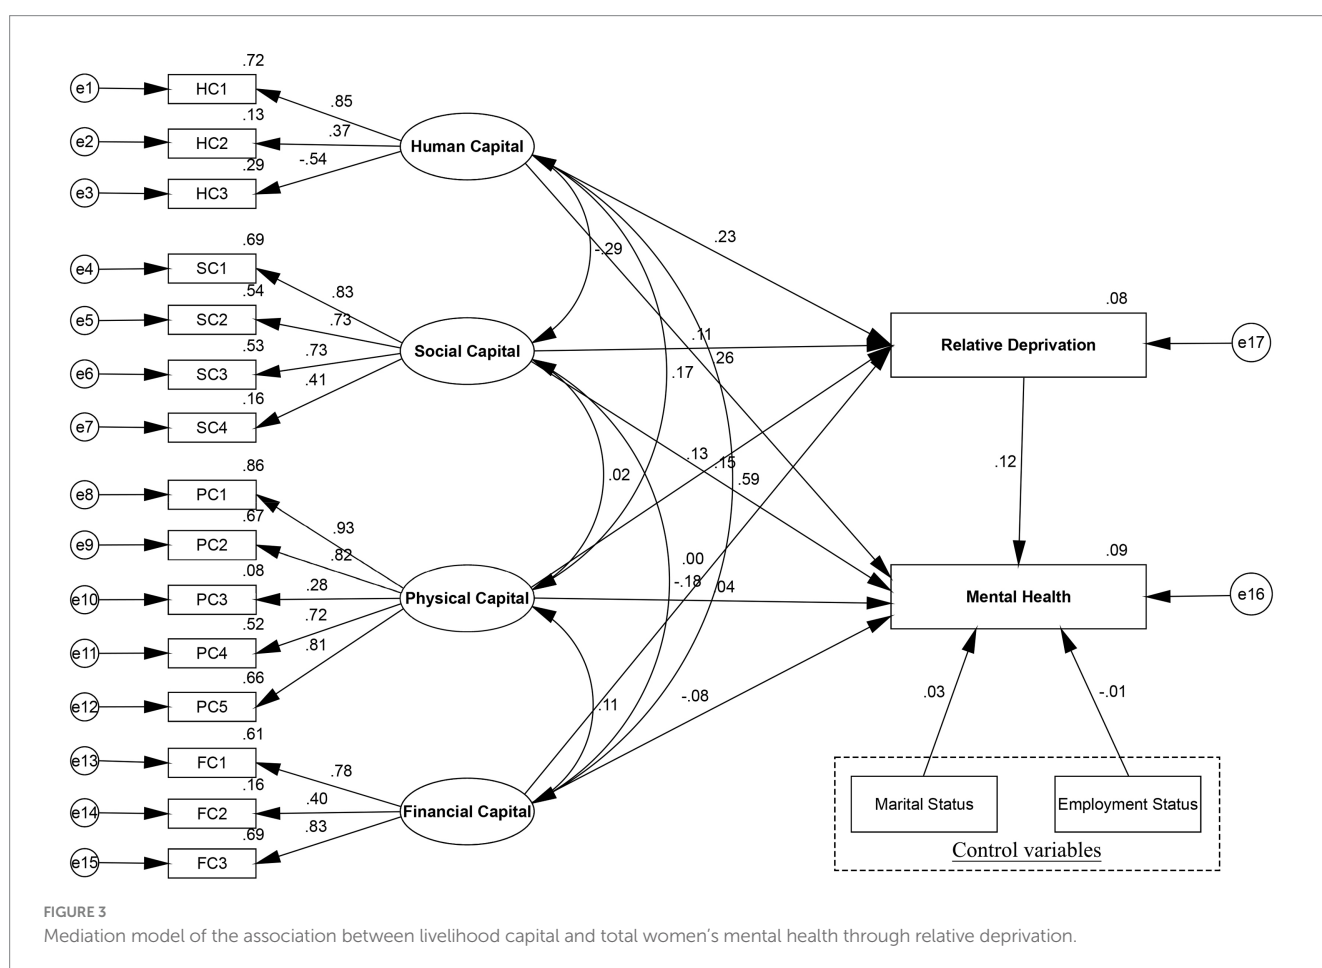 .72
e1 HC1
.85
.13
.37
e2 HC2
Human Capital
.29
-.54
e3 HC3
.69
.23
-.29
e4 SC1
.83
.54
.08
e5 SC2
.73
.11
.53
.73
Social Capital
Relative Deprivation
e17
26
e6 SC3
.17
.41
.16
e7 SC4
.86
.13
.15
.12
.02
.59
e8 PC1
.93
.67
e9 PC2
.82
.00
.09
.08
.28
-.18
04
e10 PC3
Physical Capital
Mental Health
e16
.52
.72
e11 PC4
.81
.66
-.08
.03
-.01
e12 PC5
.11
.61
e13 FC1
.78
.16
.40
Marital Status
Employment Status
e14 FC2
Financial Capital
.69
.83
e15 FC3
Control variables
FIGURE 3
Mediation model of the association between livelihood capital and total women's mental health through relative deprivation.